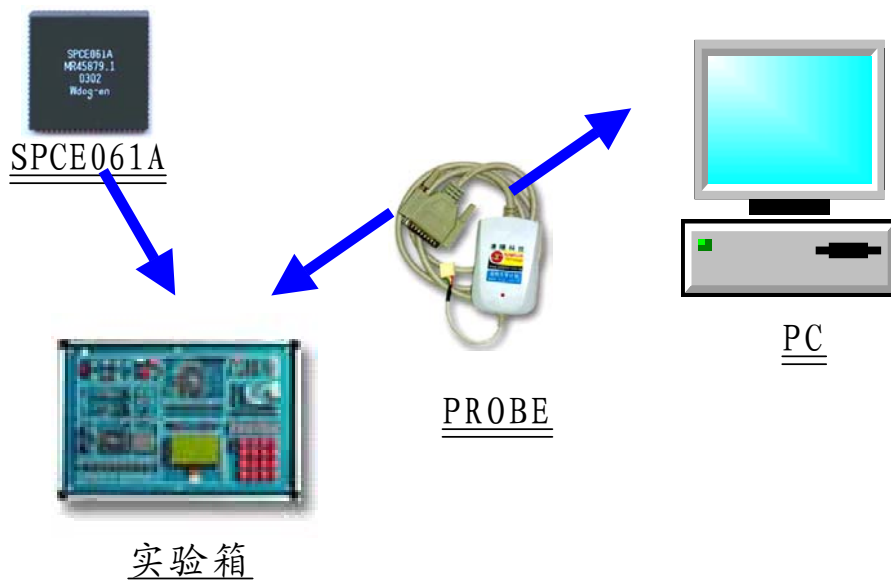 SPCE061A
MR45879.1
0302
Wdog-en
SPCE061A
PC
PROBE
实验箱